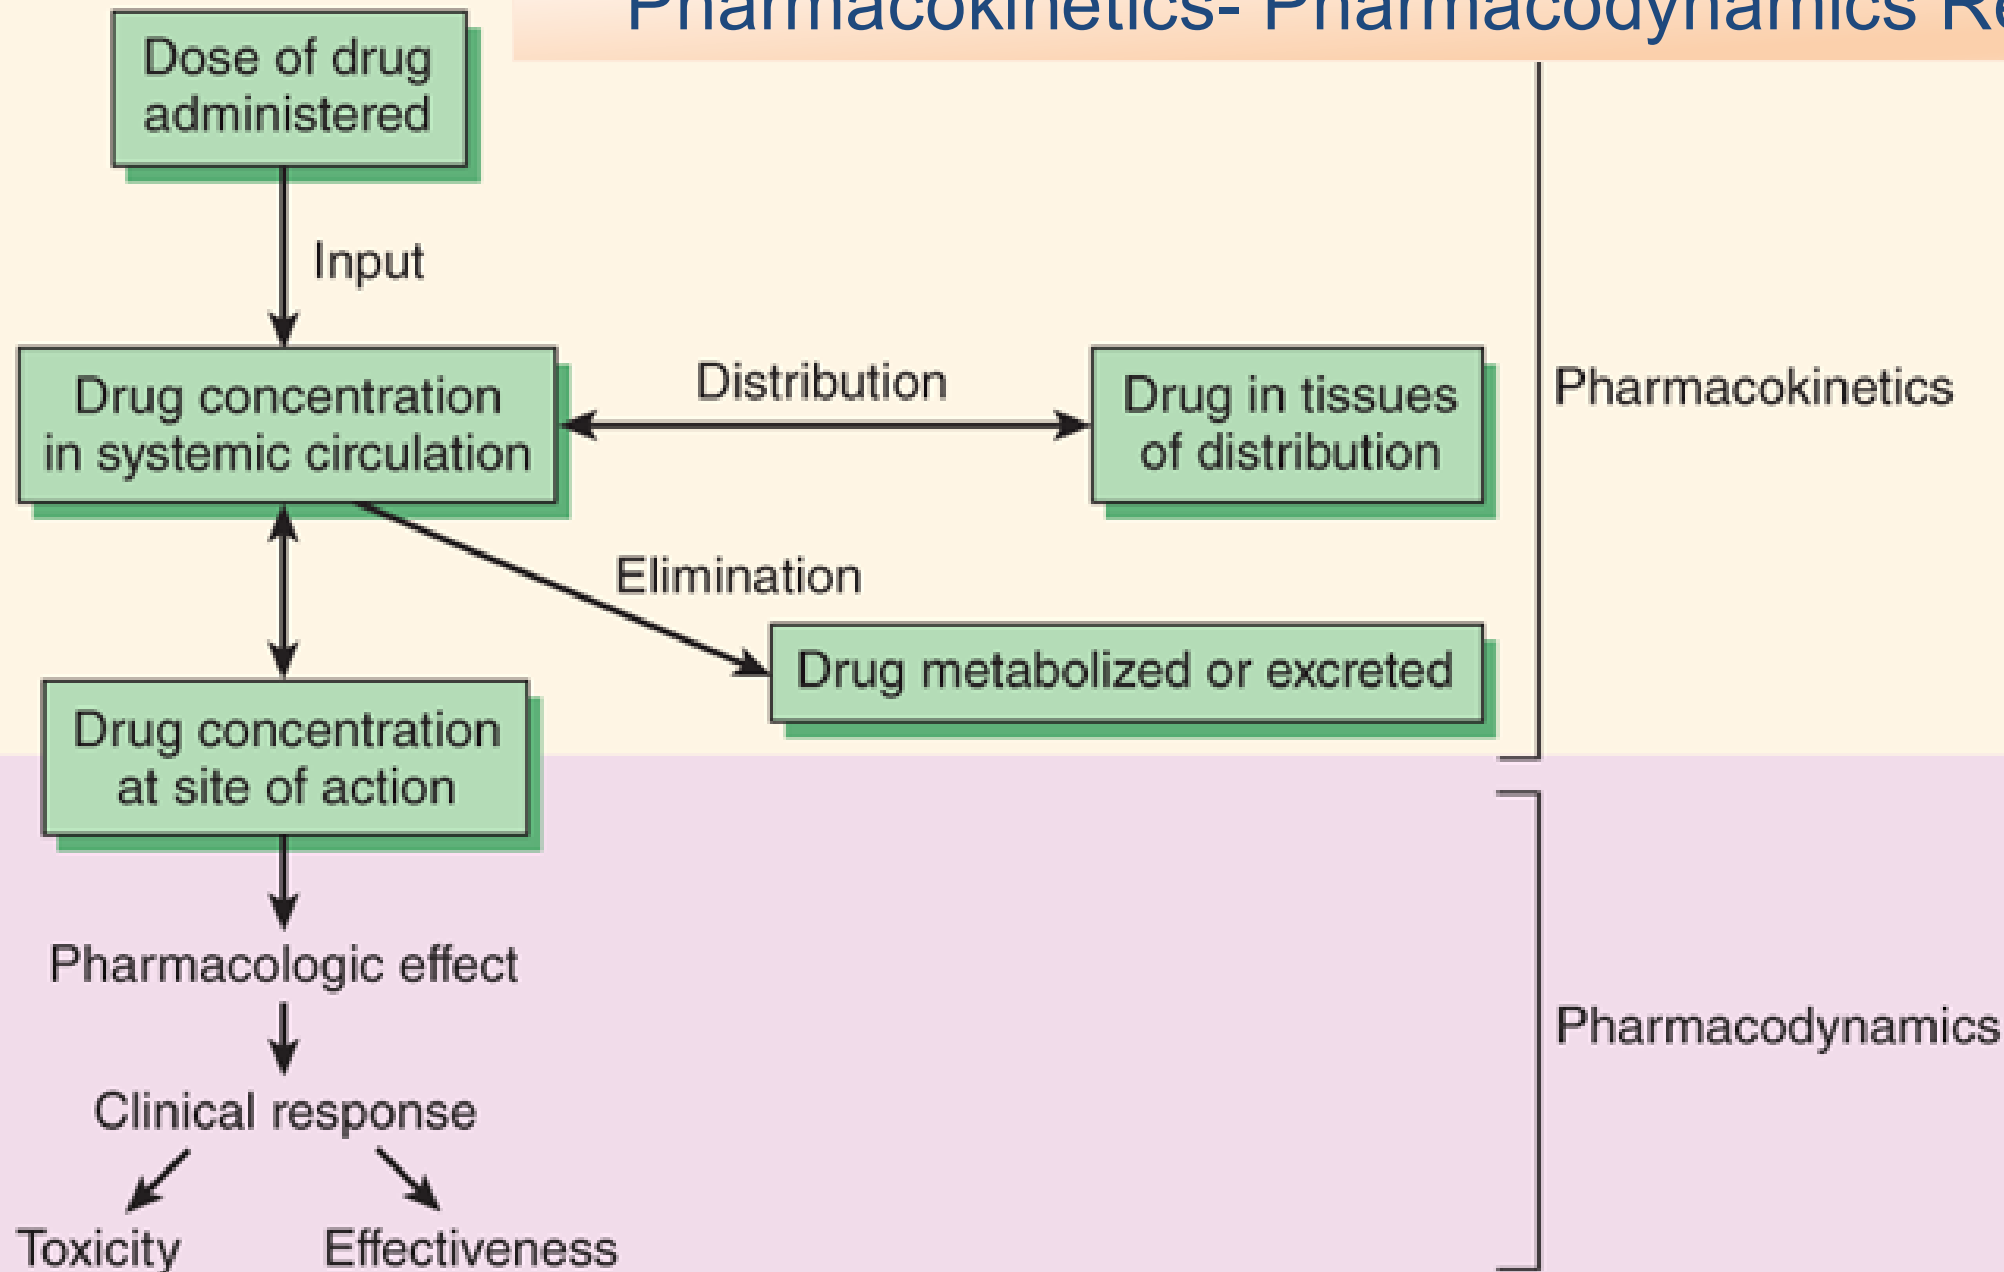 Pharmacokinetics- Pharmacodynamics
Dose of drug
administered
Input
Drug concentration
in systemic circulation
Distribution
Drug in tissues
of distribution
Pharmacokinetics
Elimination
Drug metabolized or excreted
Drug concentration
at site of action
Pharmacologic effect
Pharmacodynamics
Clinical response
Toxicity
Effectiveness